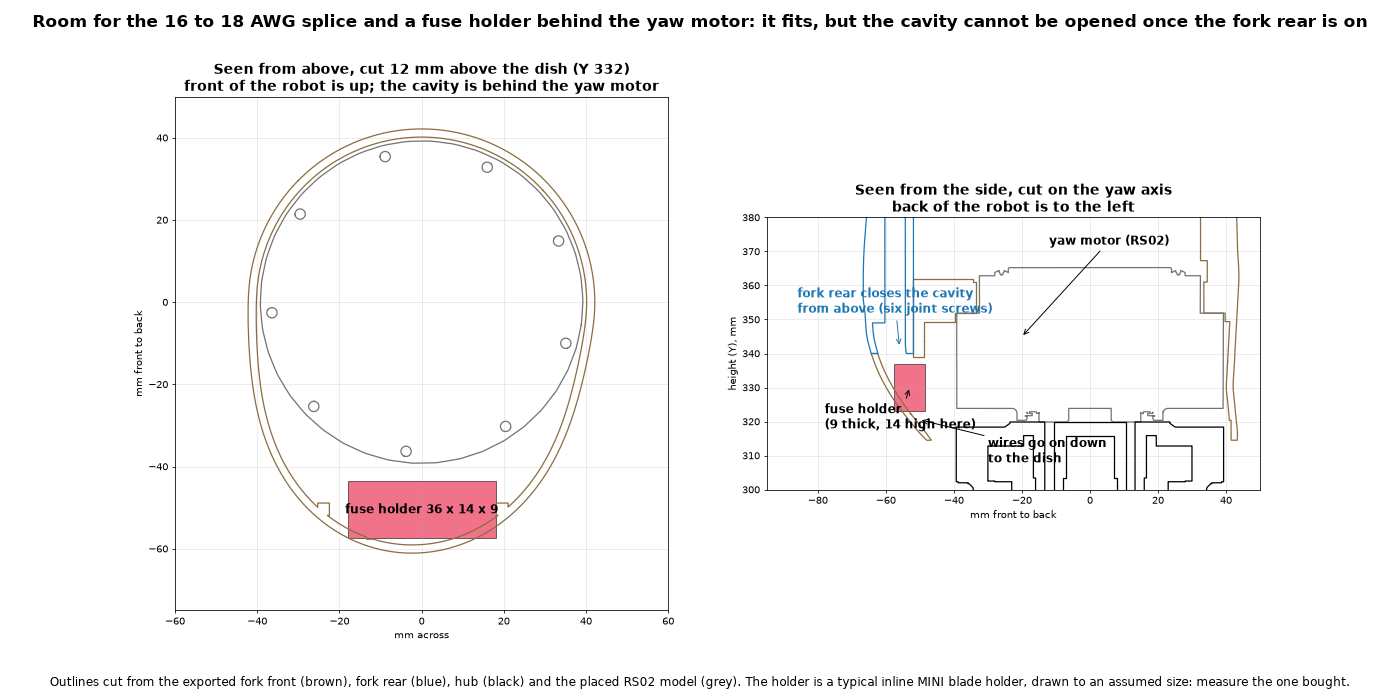 Room for the 16 to 18 AWG splice and a fuse holder behind the yaw motor: it fits, but the cavity cannot be opened once the fork rear is on
Seen from above, cut 12 mm above the dish (Y 332)
front of the robot is up; the cavity is behind the yaw motor
mm front to back
40
20
0
−20
−40
−60
fuse holder 36 x 14 x 9
−60
−40
−20
0
20
40
60
mm across
Seen from the side, cut on the yaw axis
back of the robot is to the left
height (Y), mm
380
370
360
350
340
330
320
310
300
yaw motor (RS02)
fork rear closes the cavity
from above (six joint screws)
fuse holder
(9 thick, 14 high here)
wires go on down
to the dish
−80
−60
−40
−20
0
20
40
mm front to back
Outlines cut from the exported fork front (brown), fork rear (blue), hub (black) and the placed RS02 model (grey). The holder is a typical inline MINI blade holder, drawn to an assumed size: measure the one bought.